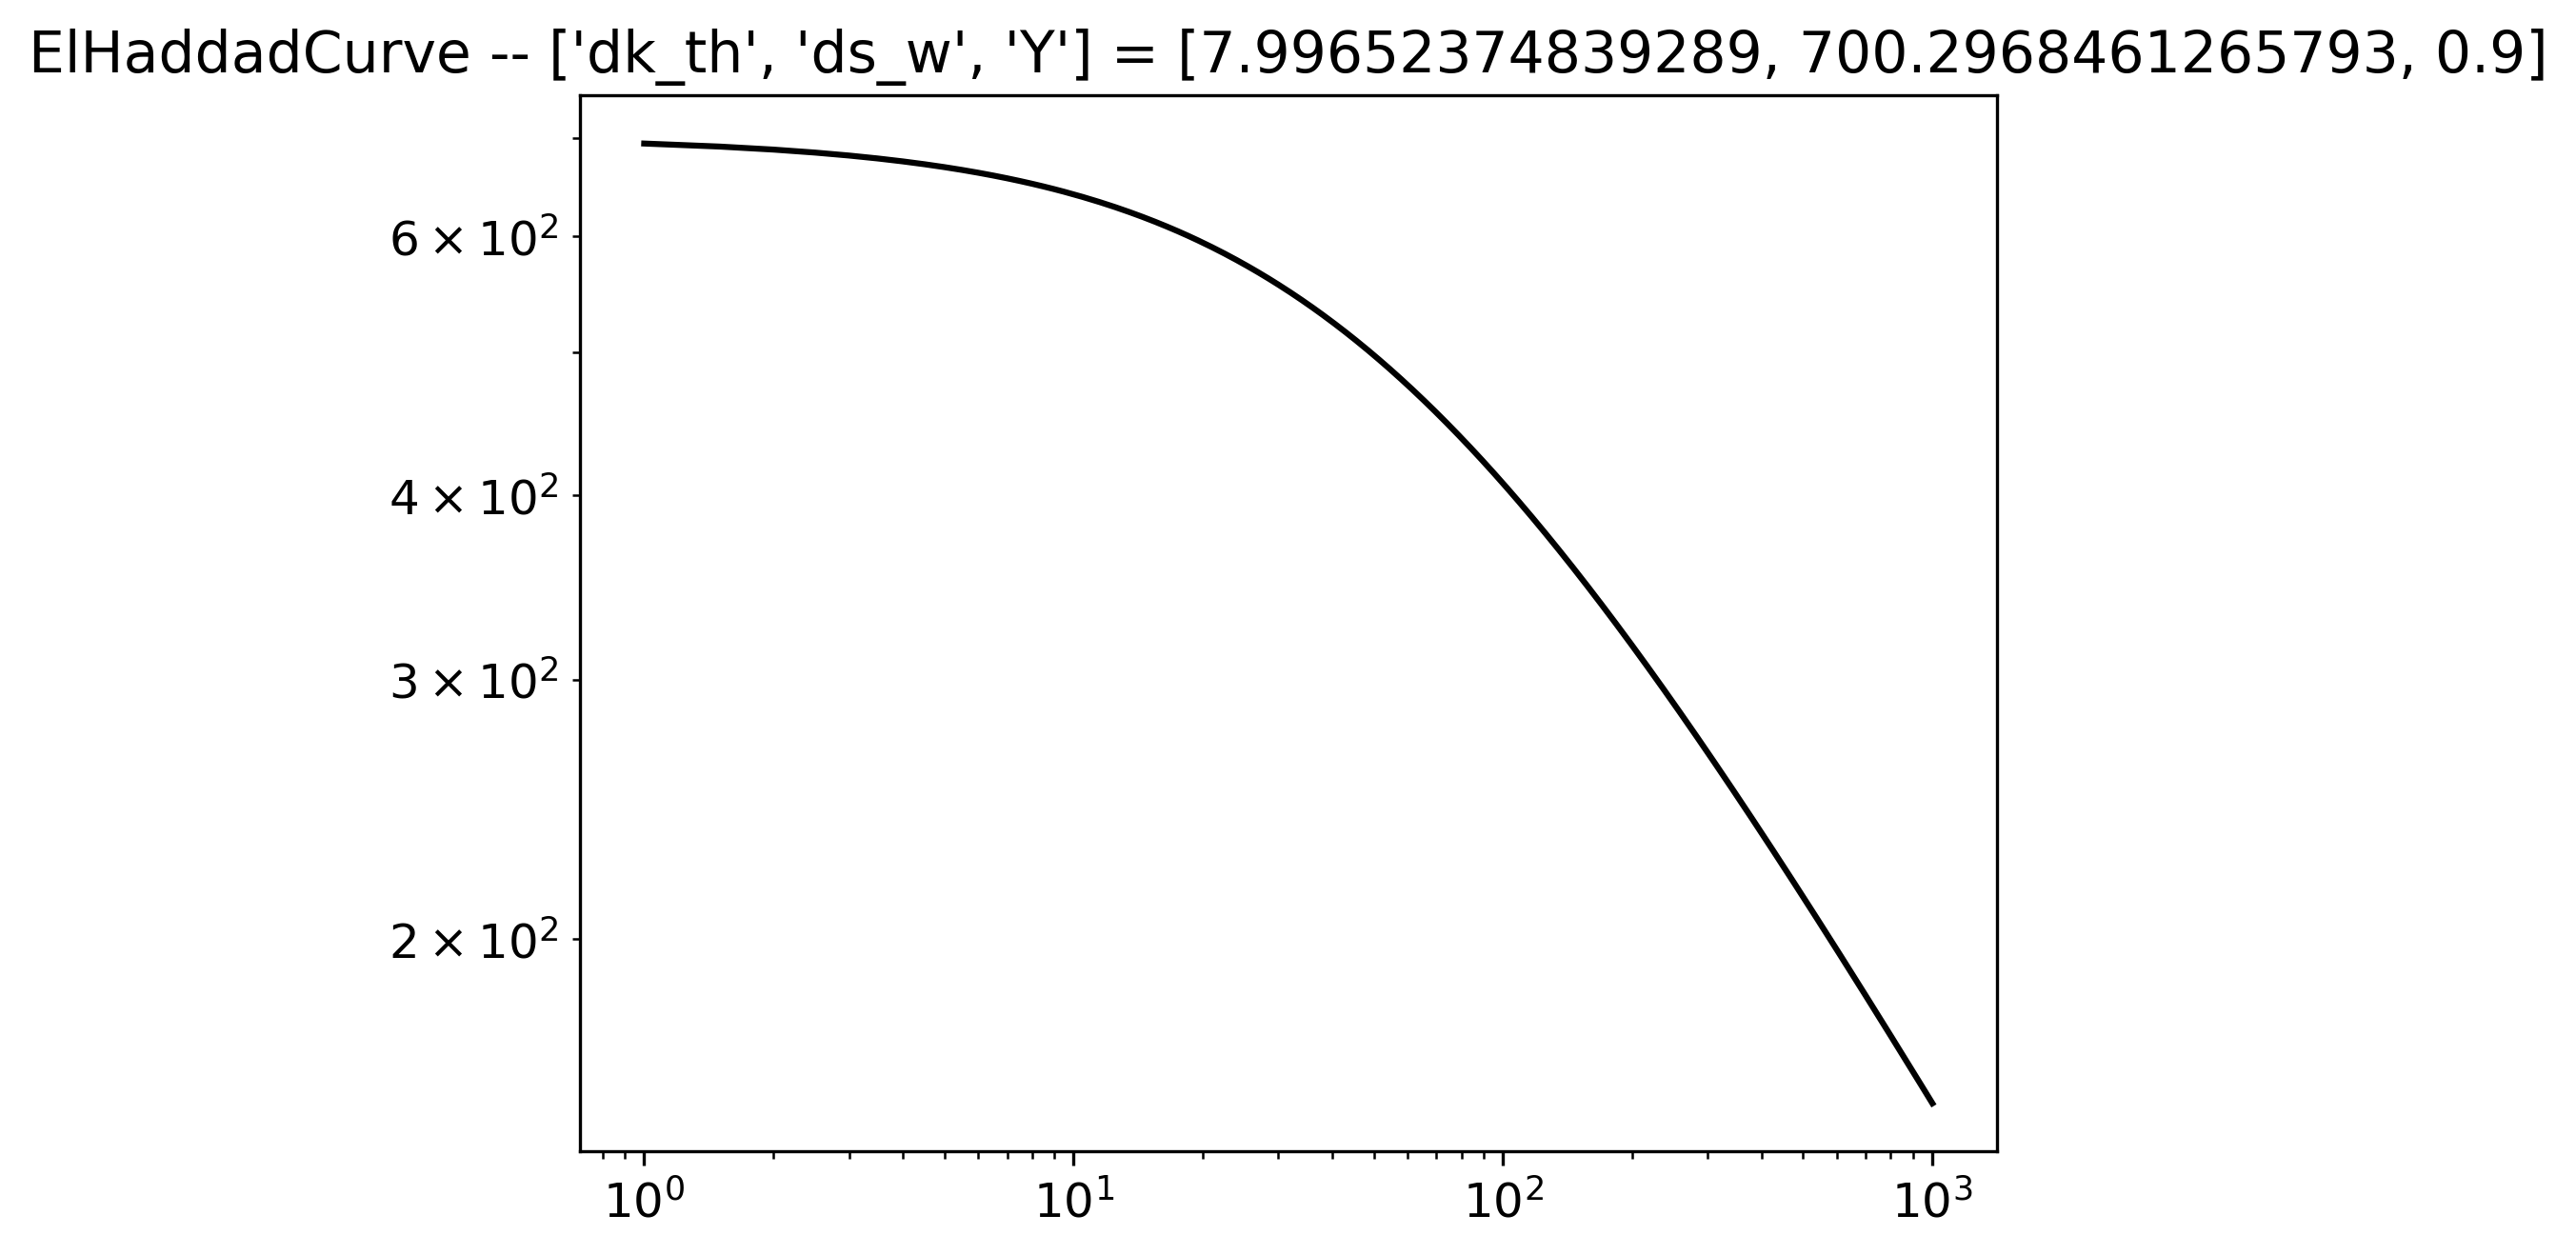 ElHaddadCurve -- ['dk_th', 'ds_w', 'Y'] = [7.99652374839289, 700.2968461265793, 0.9]
6 × 10²
4 × 10²
3 × 10²
2 × 10²
10⁰ 10¹ 10² 10³